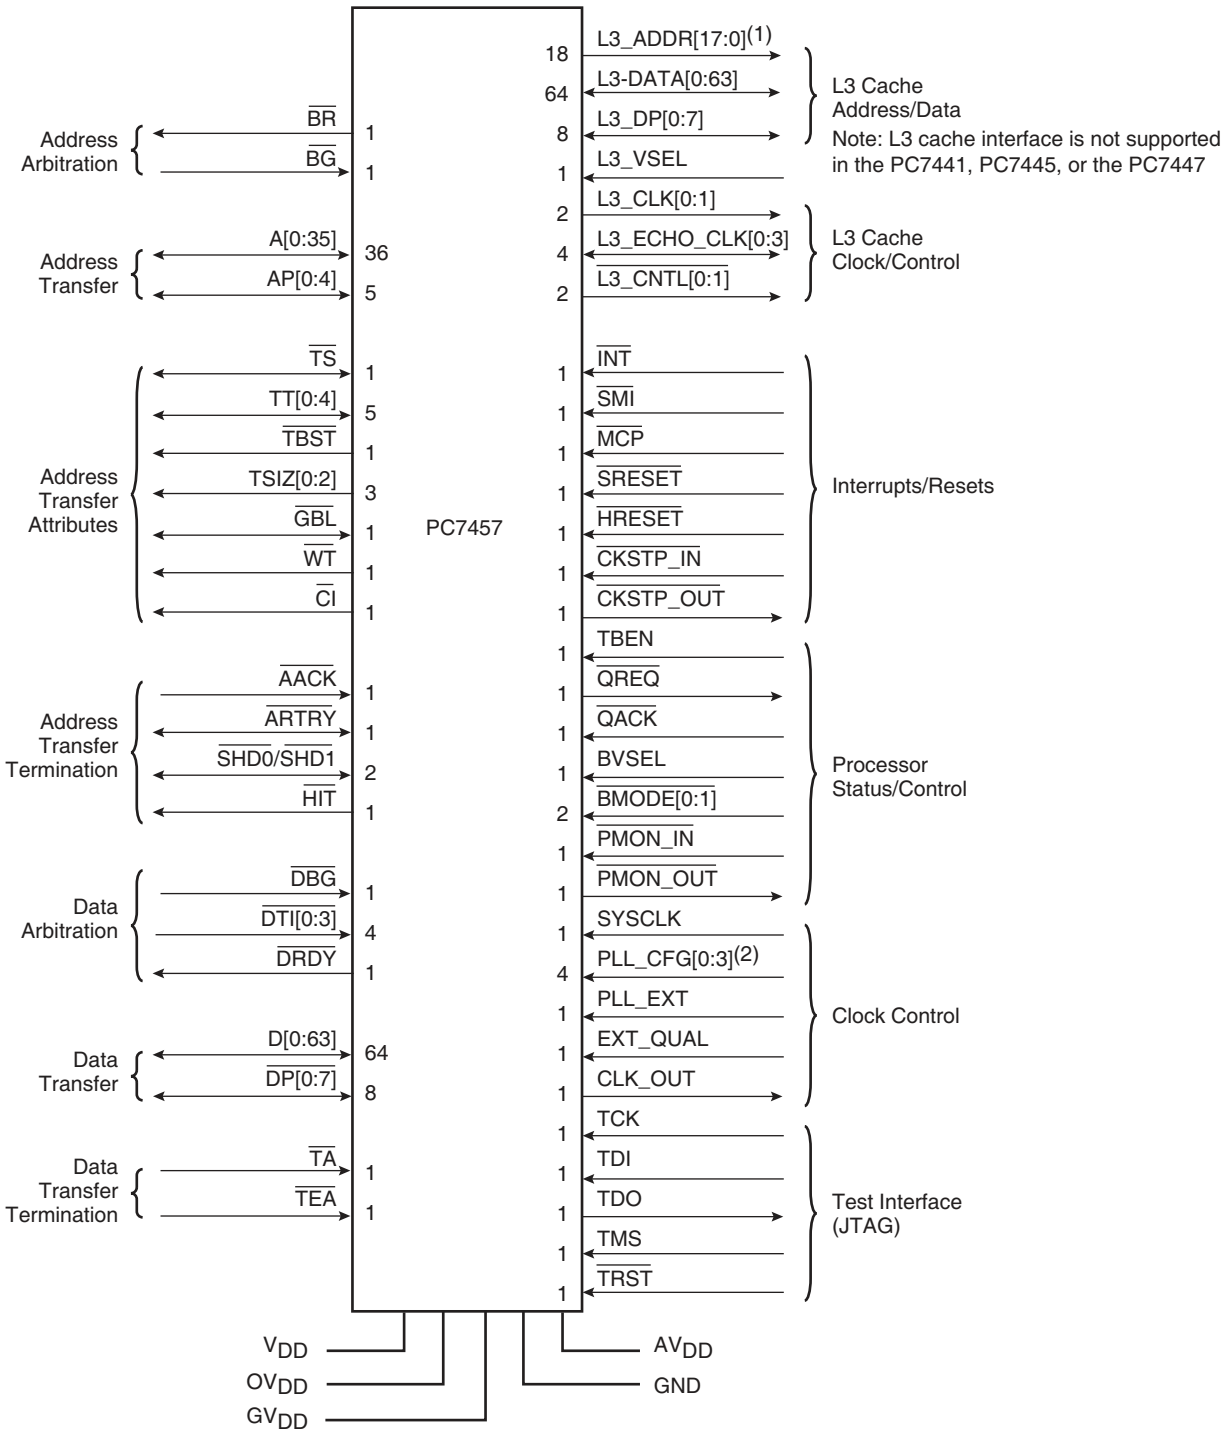 BR
1
BG
1
Address
Arbitration
A[0:35]
36
AP[0:4]
5
Address
Transfer
TS
1
TT[0:4]
5
TBST
1
TSIZ[0:2]
3
GBL
1
WT
1
CI
1
Address
Transfer
Attributes
AACK
1
ARTRY
1
SHD0/SHD1
2
HIT
1
Address
Transfer
Termination
DBG
1
DTI[0:3]
4
DRDY
1
Data
Arbitration
D[0:63]
64
DP[0:7]
8
Data
Transfer
TA
1
TEA
1
Data
Transfer
Termination
PC7457
18
L3_ADDR[17:0](1)
64
L3-DATA[0:63]
8
L3_DP[0:7]
1
L3_VSEL
L3 Cache
Address/Data
Note: L3 cache interface is not supported
in the PC7441, PC7445, or the PC7447
2
L3_CLK[0:1]
4
L3_ECHO_CLK[0:3]
2
L3_CNTL[0:1]
L3 Cache
Clock/Control
1
INT
1
SMI
1
MCP
1
SRESET
1
HRESET
1
CKSTP_IN
1
CKSTP_OUT
Interrupts/Resets
1
TBEN
1
QREQ
1
QACK
1
BVSEL
2
BMODE[0:1]
1
PMON_IN
1
PMON_OUT
Processor
Status/Control
1
SYSCLK
4
PLL_CFG[0:3](2)
1
PLL_EXT
1
EXT_QUAL
1
CLK_OUT
Clock Control
1
TCK
1
TDI
1
TDO
1
TMS
1
TRST
Test Interface
(JTAG)
VDD
OVDD
GVDD
AVDD
GND